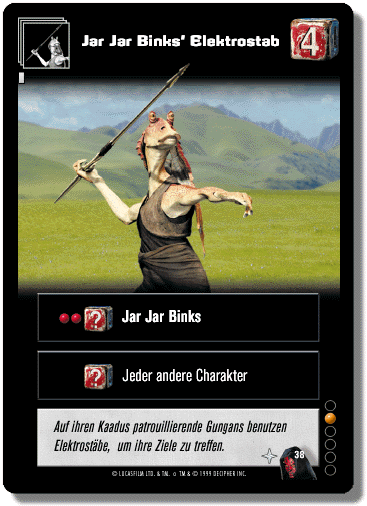 Jar Jar Binks' Elektrostab
4
? Jar Jar Binks
? Jeder andere Charakter
Auf ihren Kaadus patrouillierende Gungans benutzen
Elektrostäbe, um ihre Ziele zu treffen.
38
© LUCASFILM LTD. & TM. ☆ TM & © 1999 DECIPHER INC.